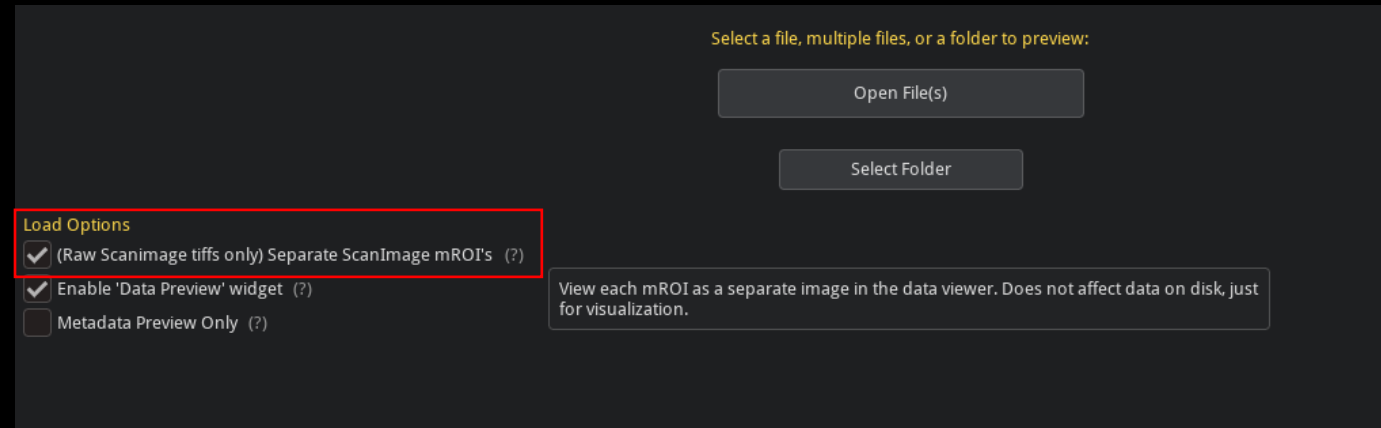 Select a file, multiple files, or a folder to preview:
Open File(s)
Select Folder
Load Options
(Raw Scanimage tiffs only) Separate ScanImage mROI's (?)
Enable 'Data Preview' widget (?)
View each mROI as a separate image in the data viewer. Does not affect data on disk, just
for visualization.
Metadata Preview Only (?)